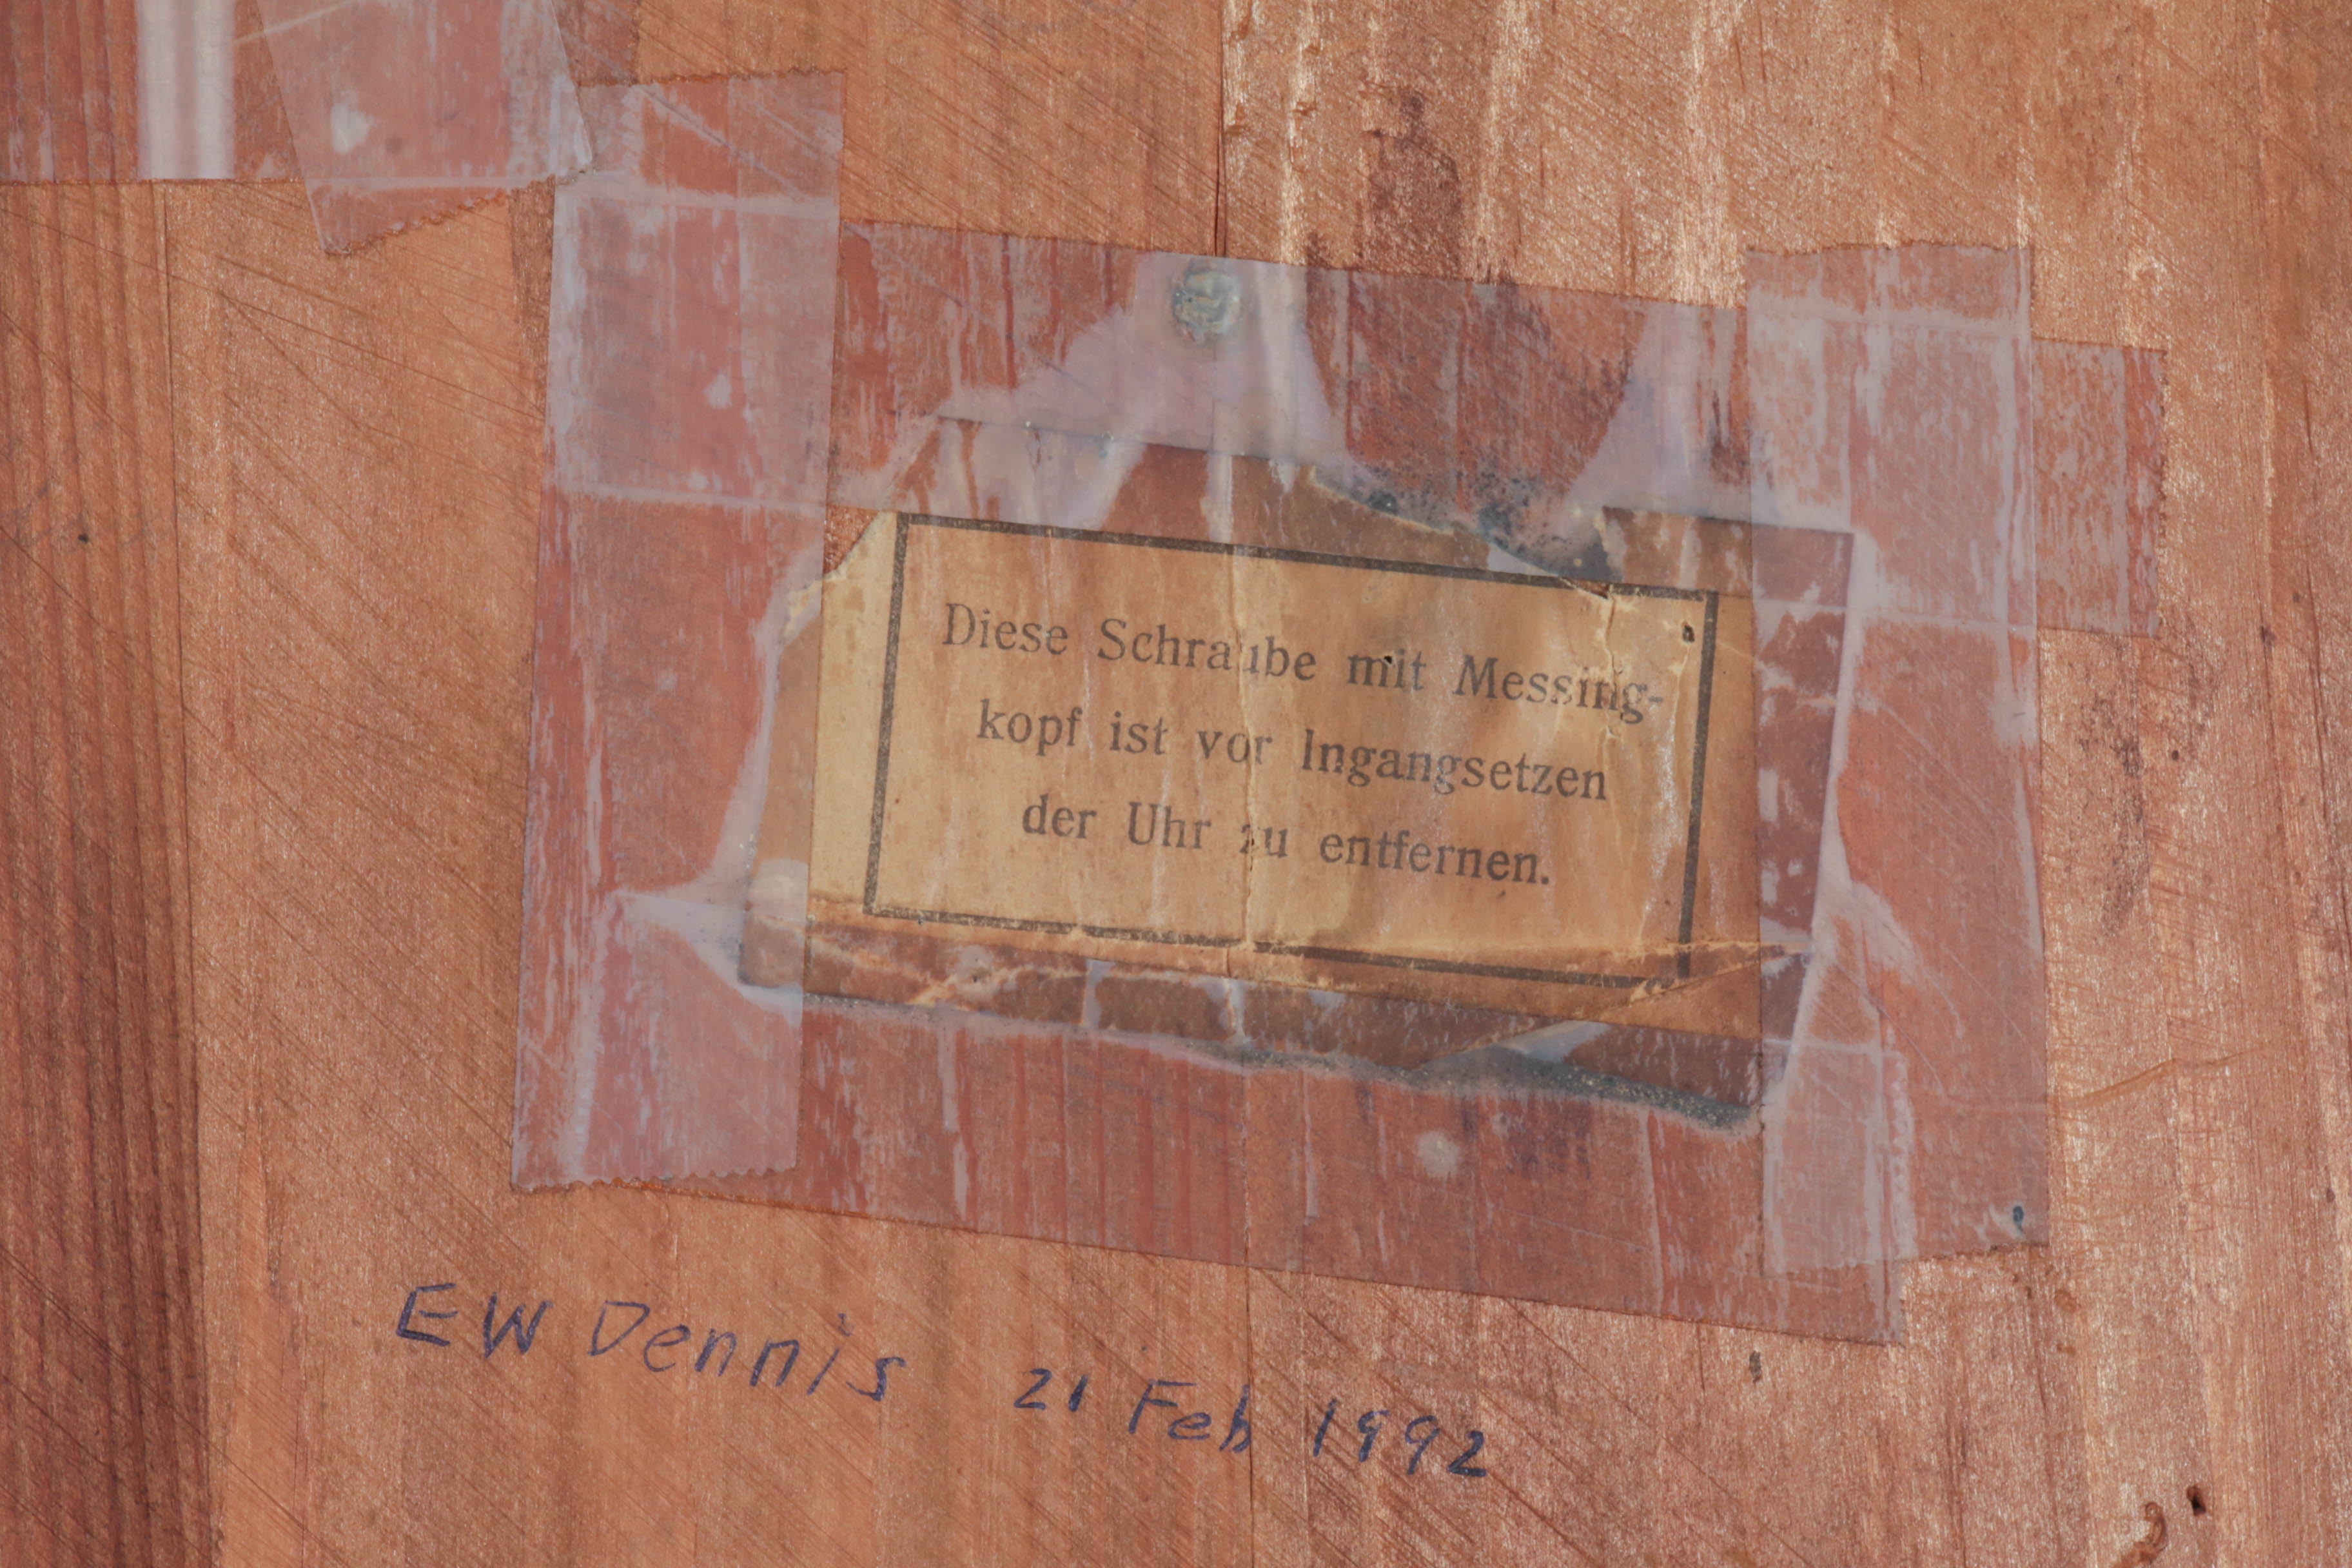 Diese Schraube mit Messing-
kopf ist vor Ingangsetzen
der Uhr zu entfernen.
EW Dennis 21 Feb 1992